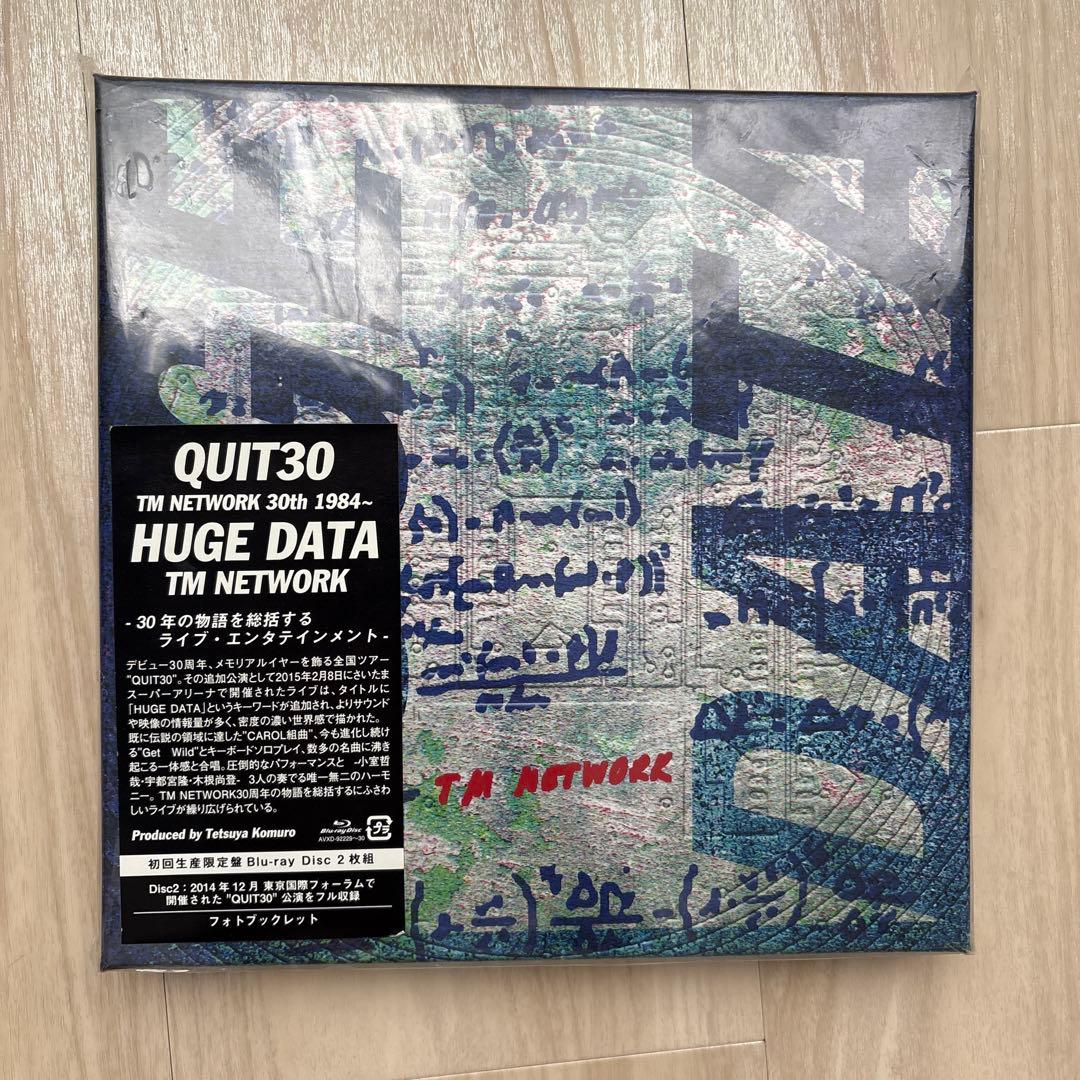 QUIT30
TM NETWORK 30th 1984~
HUGE DATA
TM NETWORK
- 30年の物語を総括する
ライブ・エンタテインメント -
デビュー30周年、メモリアルイヤーを飾る全国ツアー
"QUIT30"。その追加公演として2015年2月8日にさいたま
スーパーアリーナで開催されたライブは、タイトルに
「HUGE DATA」というキーワードが追加され、よりサウンド
や映像の情報量が多く、密度の濃い世界感で描かれた。
既に伝説の領域に達した"CAROL組曲"、今も進化し続け
る"Get Wild"とキーボードソロプレイ、数多の名曲に沸き
起こる一体感と合唱。圧倒的なパフォーマンスと -小室哲
哉・宇都宮隆・木根尚登- 3人の奏でる唯一無二のハーモ
ニー。TM NETWORK30周年の物語を総括するにふさわ
しいライブが繰り広げられている。
Produced by Tetsuya Komuro
Blu-ray Disc
AVXD-92229~30
プラ
初回生産限定盤 Blu-ray Disc 2枚組
Disc2：2014年12月 東京国際フォーラムで
開催された "QUIT30" 公演をフル収録
フォトブックレット
TM NETWORK
DATA